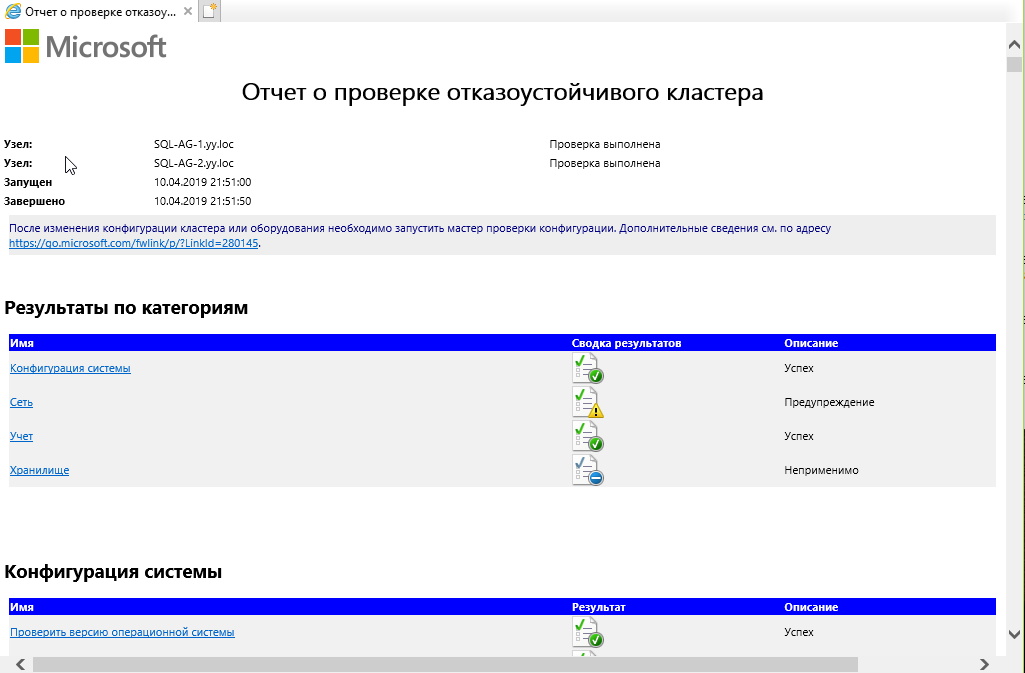 Отчет о проверке отказоу...
Microsoft
Отчет о проверке отказоустойчивого кластера
Узел: SQL-AG-1.yy.loc Проверка выполнена
Узел: SQL-AG-2.yy.loc Проверка выполнена
Запущен 10.04.2019 21:51:00
Завершено 10.04.2019 21:51:50
После изменения конфигурации кластера или оборудования необходимо запустить мастер проверки конфигурации. Дополнительные сведения см. по адресу
https://go.microsoft.com/fwlink/p/?LinkId=280145.
Результаты по категориям
Имя Сводка результатов Описание
Конфигурация системы Успех
Сеть Предупреждение
Учет Успех
Хранилище Неприменимо
Конфигурация системы
Имя Результат Описание
Проверить версию операционной системы Успех